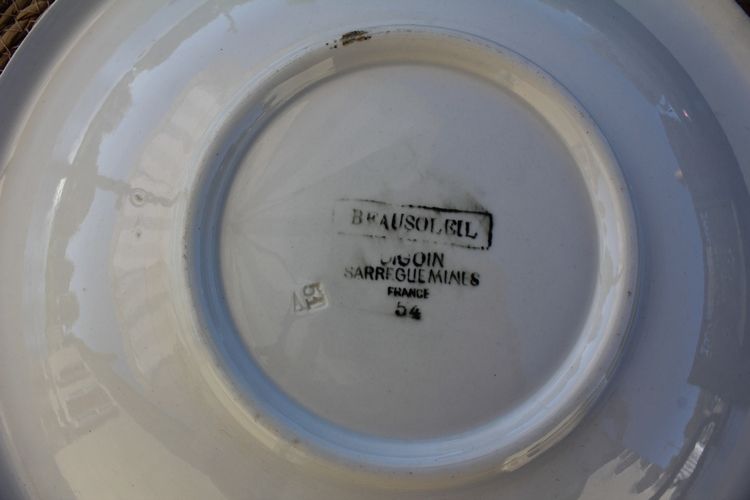 BEAUSOLEIL
DIGOIN
SARREGUEMINES
FRANCE
54